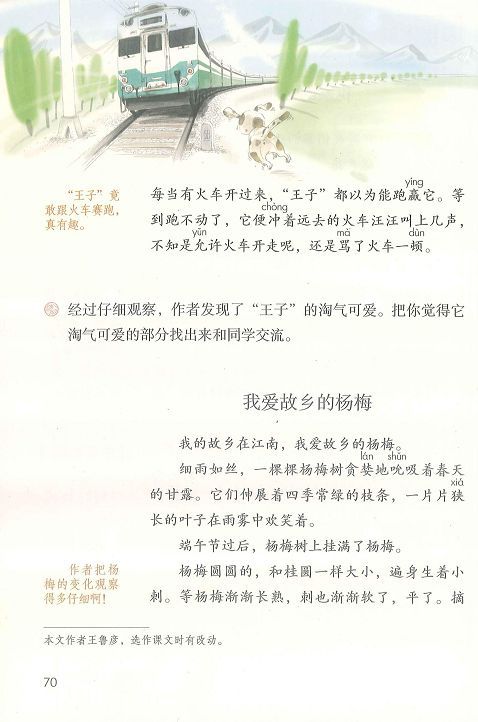 “王子”竟
敢跟火车赛跑，
真有趣。
yíng
每当有火车开过来，“王子”都以为能跑赢它。等
chòng
到跑不动了，它便冲着远去的火车汪汪叫上几声，
yǔn mà dùn
不知是允许火车开走呢，还是骂了火车一顿。
经过仔细观察，作者发现了“王子”的淘气可爱。把你觉得它
淘气可爱的部分找出来和同学交流。
我爱故乡的杨梅
我的故乡在江南，我爱故乡的杨梅。
lán shǔn
细雨如丝，一棵棵杨梅树贪婪地吮吸着春天
xiá
的甘露。它们伸展着四季常绿的枝条，一片片狭
长的叶子在雨雾中欢笑着。
端午节过后，杨梅树上挂满了杨梅。
作者把杨
梅的变化观察
得多仔细啊！
杨梅圆圆的，和桂圆一样大小，遍身生着小
刺。等杨梅渐渐长熟，刺也渐渐软了，平了。摘
本文作者王鲁彦，选作课文时有改动。
70